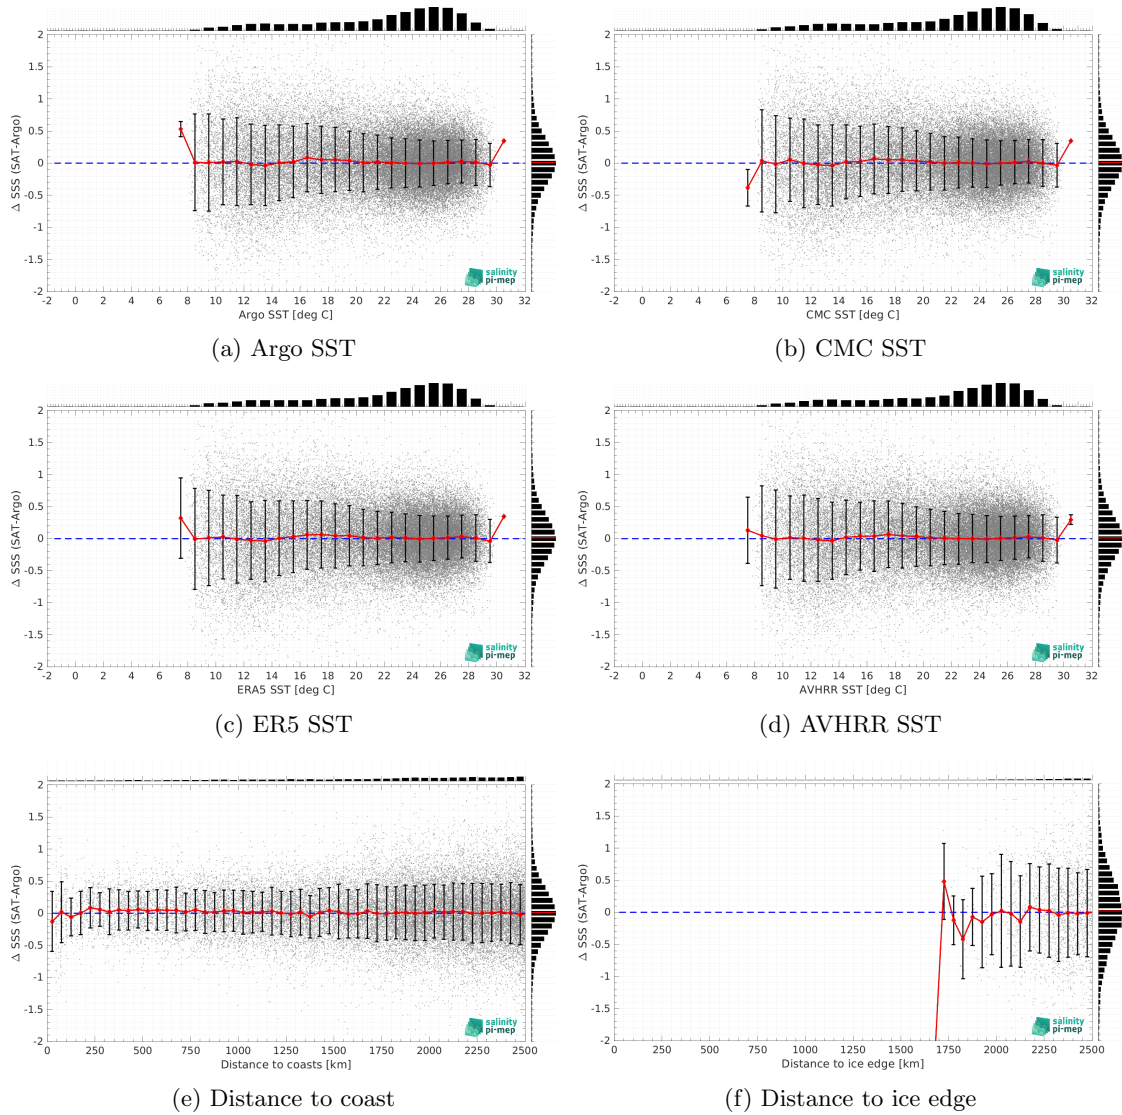 2
1.5
1
0.5
0
-0.5
-1
-1.5
-2
Δ SSS (SAT-Argo)
salinity
pi-mep
-2 0 2 4 6 8 10 12 14 16 18 20 22 24 26 28 30 32
Argo SST [deg C]
(a) Argo SST
2
1.5
1
0.5
0
-0.5
-1
-1.5
-2
Δ SSS (SAT-Argo)
salinity
pi-mep
-2 0 2 4 6 8 10 12 14 16 18 20 22 24 26 28 30 32
CMC SST [deg C]
(b) CMC SST
2
1.5
1
0.5
0
-0.5
-1
-1.5
-2
Δ SSS (SAT-Argo)
salinity
pi-mep
-2 0 2 4 6 8 10 12 14 16 18 20 22 24 26 28 30 32
ERA5 SST [deg C]
(c) ER5 SST
2
1.5
1
0.5
0
-0.5
-1
-1.5
-2
Δ SSS (SAT-Argo)
salinity
pi-mep
-2 0 2 4 6 8 10 12 14 16 18 20 22 24 26 28 30 32
AVHRR SST [deg C]
(d) AVHRR SST
2
1.5
1
0.5
0
-0.5
-1
-1.5
-2
Δ SSS (SAT-Argo)
salinity
pi-mep
0 250 500 750 1000 1250 1500 1750 2000 2250 2500
Distance to coasts [km]
(e) Distance to coast
2
1.5
1
0.5
0
-0.5
-1
-1.5
-2
Δ SSS (SAT-Argo)
salinity
pi-mep
0 250 500 750 1000 1250 1500 1750 2000 2250 2500
Distance to ice edge [km]
(f) Distance to ice edge